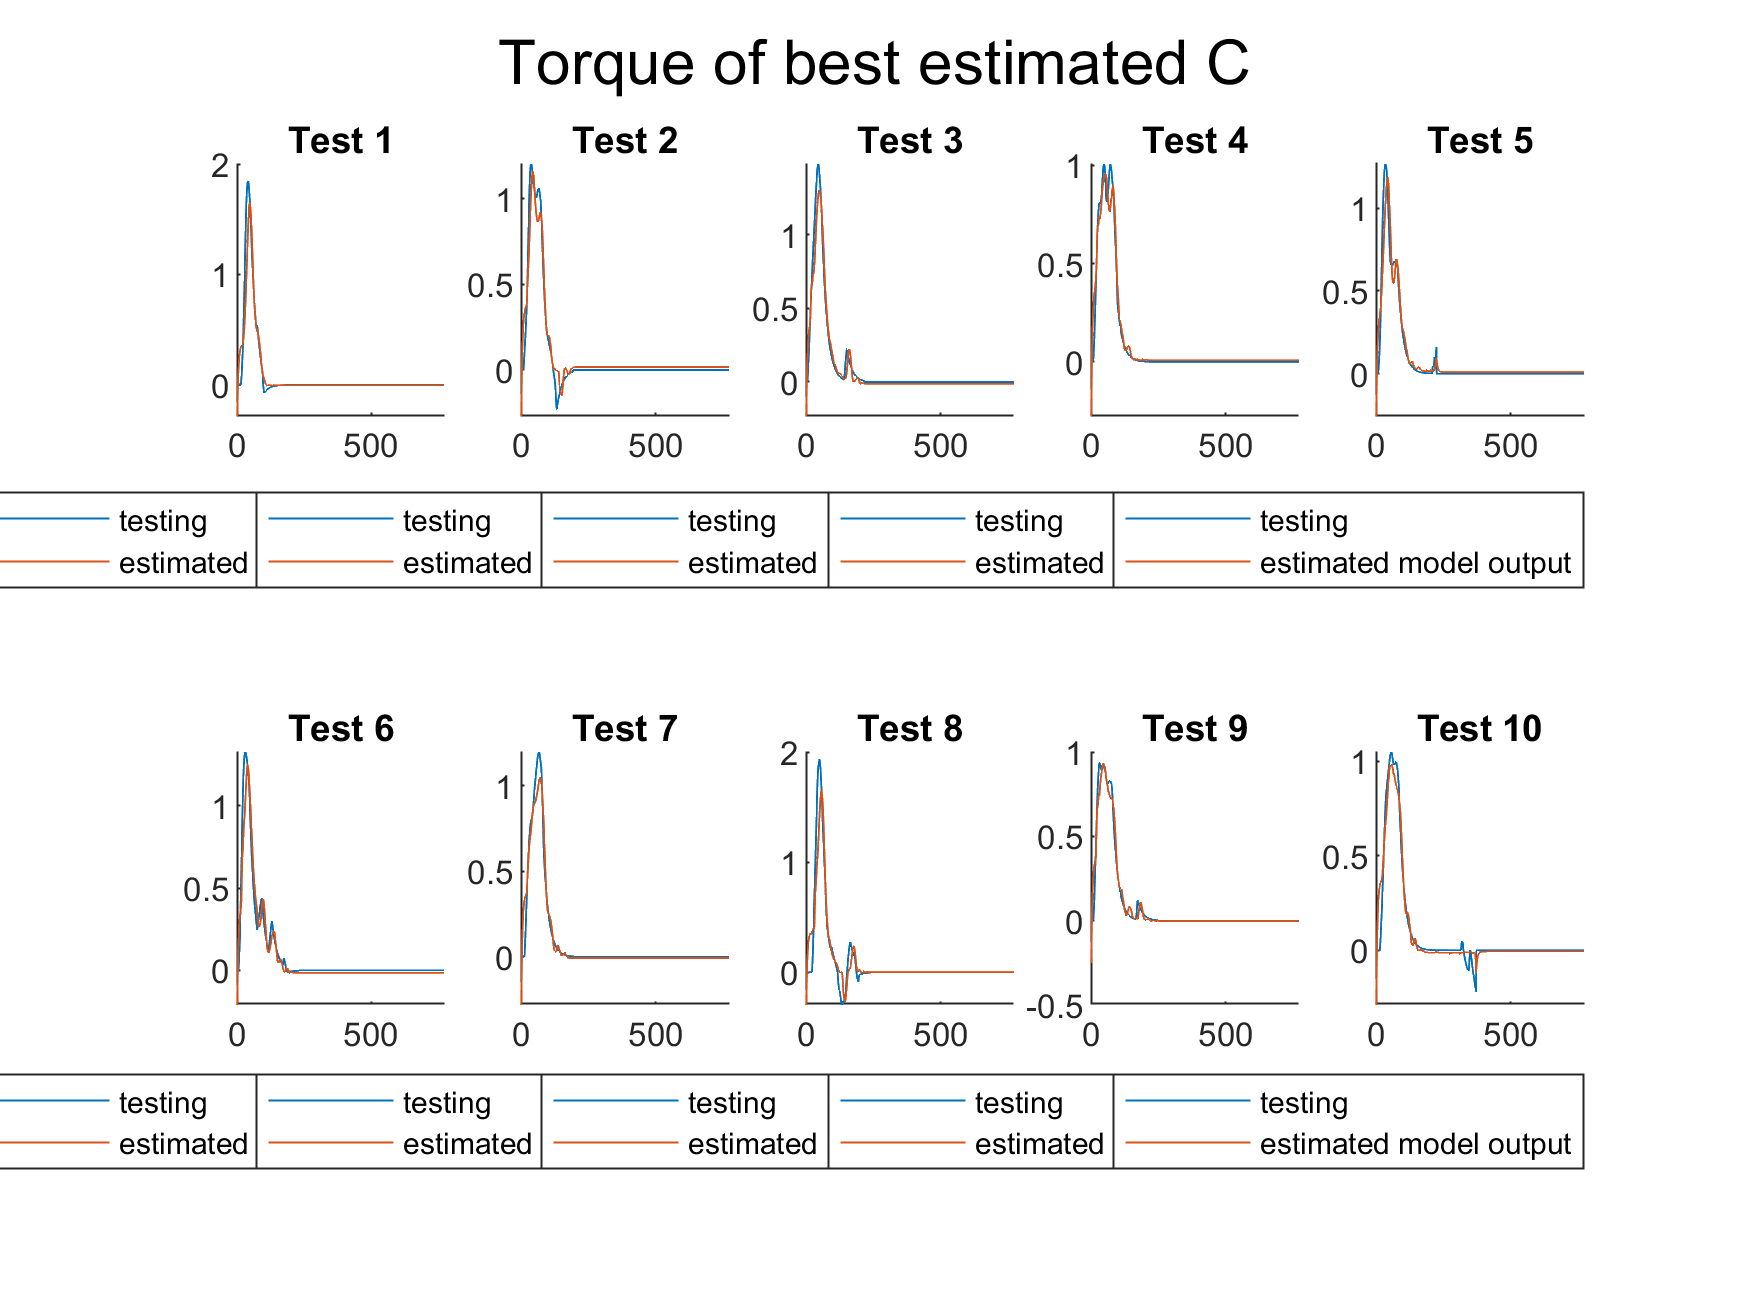 Torque of best estimated C
Test 1 Test 2 Test 3 Test 4 Test 5
2 1 0 0 500
1 0.5 0 0 500
1 0.5 0 0 500
1 0.5 0 0 500
1 0.5 0 0 500
testing testing testing testing testing
estimated estimated estimated estimated estimated model output
Test 6 Test 7 Test 8 Test 9 Test 10
1 0.5 0 0 500
1 0.5 0 0 500
2 1 0 0 500
1 0.5 0 -0.5 0 500
1 0.5 0 0 500
testing testing testing testing testing
estimated estimated estimated estimated estimated model output